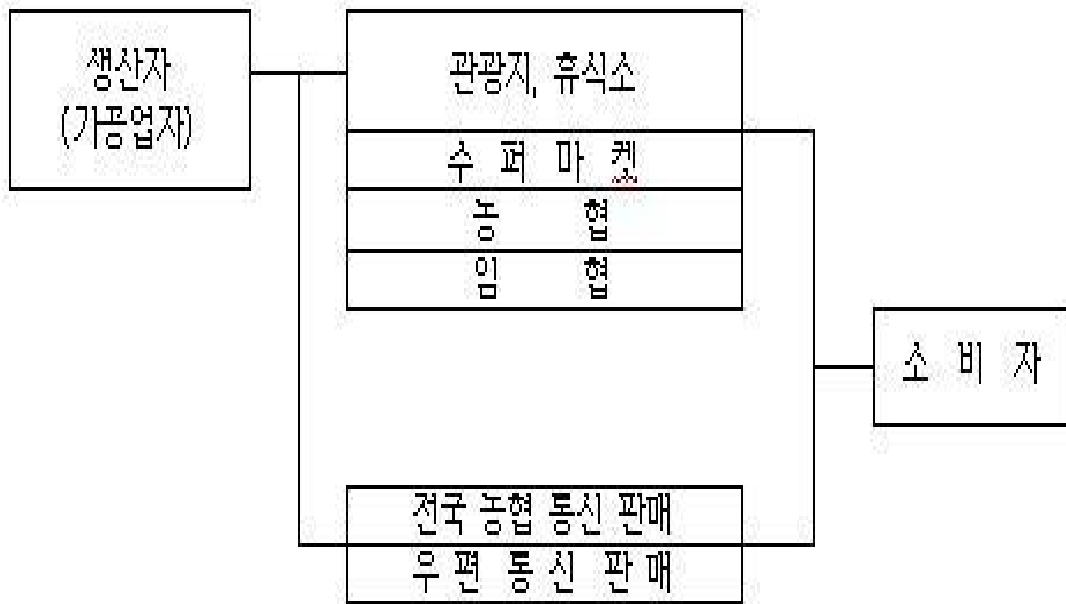 생산자
(가공업자)
관광지, 휴식소
수 퍼 마 켓
농 협
임 협
소 비 자
전국 농협 통신 판매
우 편 통 신 판 매